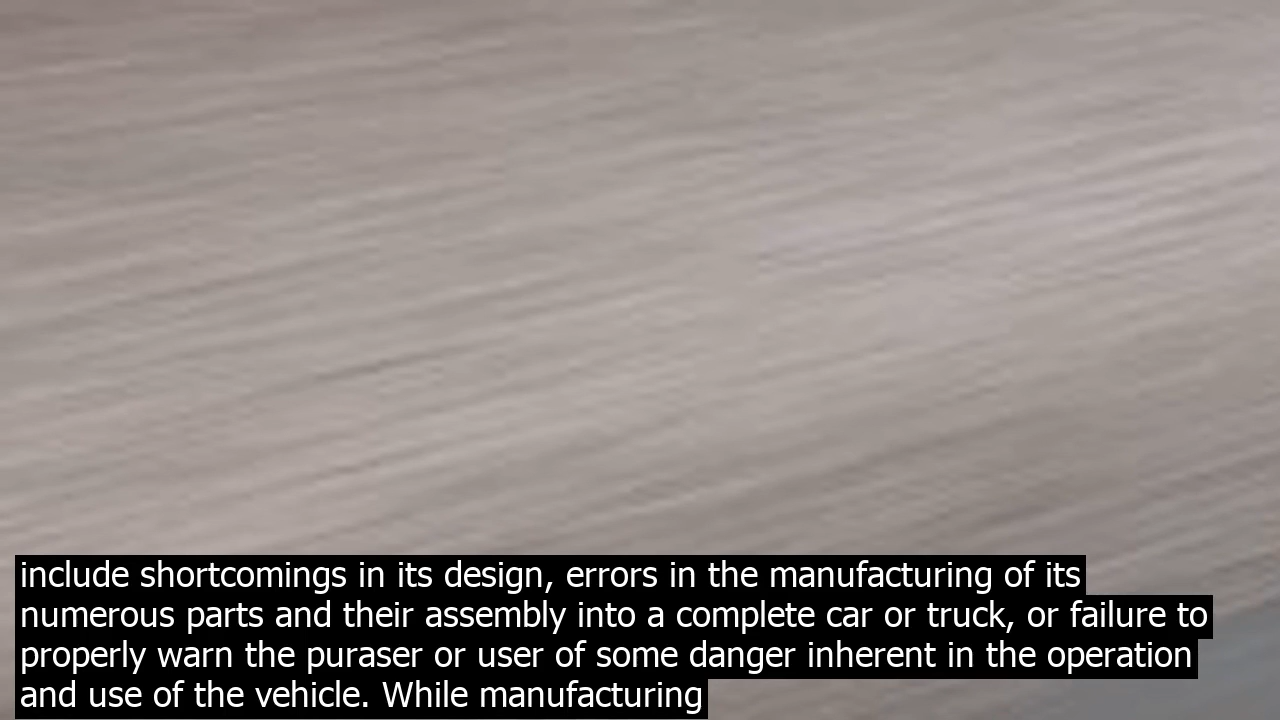 include shortcomings in its design, errors in the manufacturing of its
numerous parts and their assembly into a complete car or truck, or failure to
properly warn the puraser or user of some danger inherent in the operation
and use of the vehicle. While manufacturing